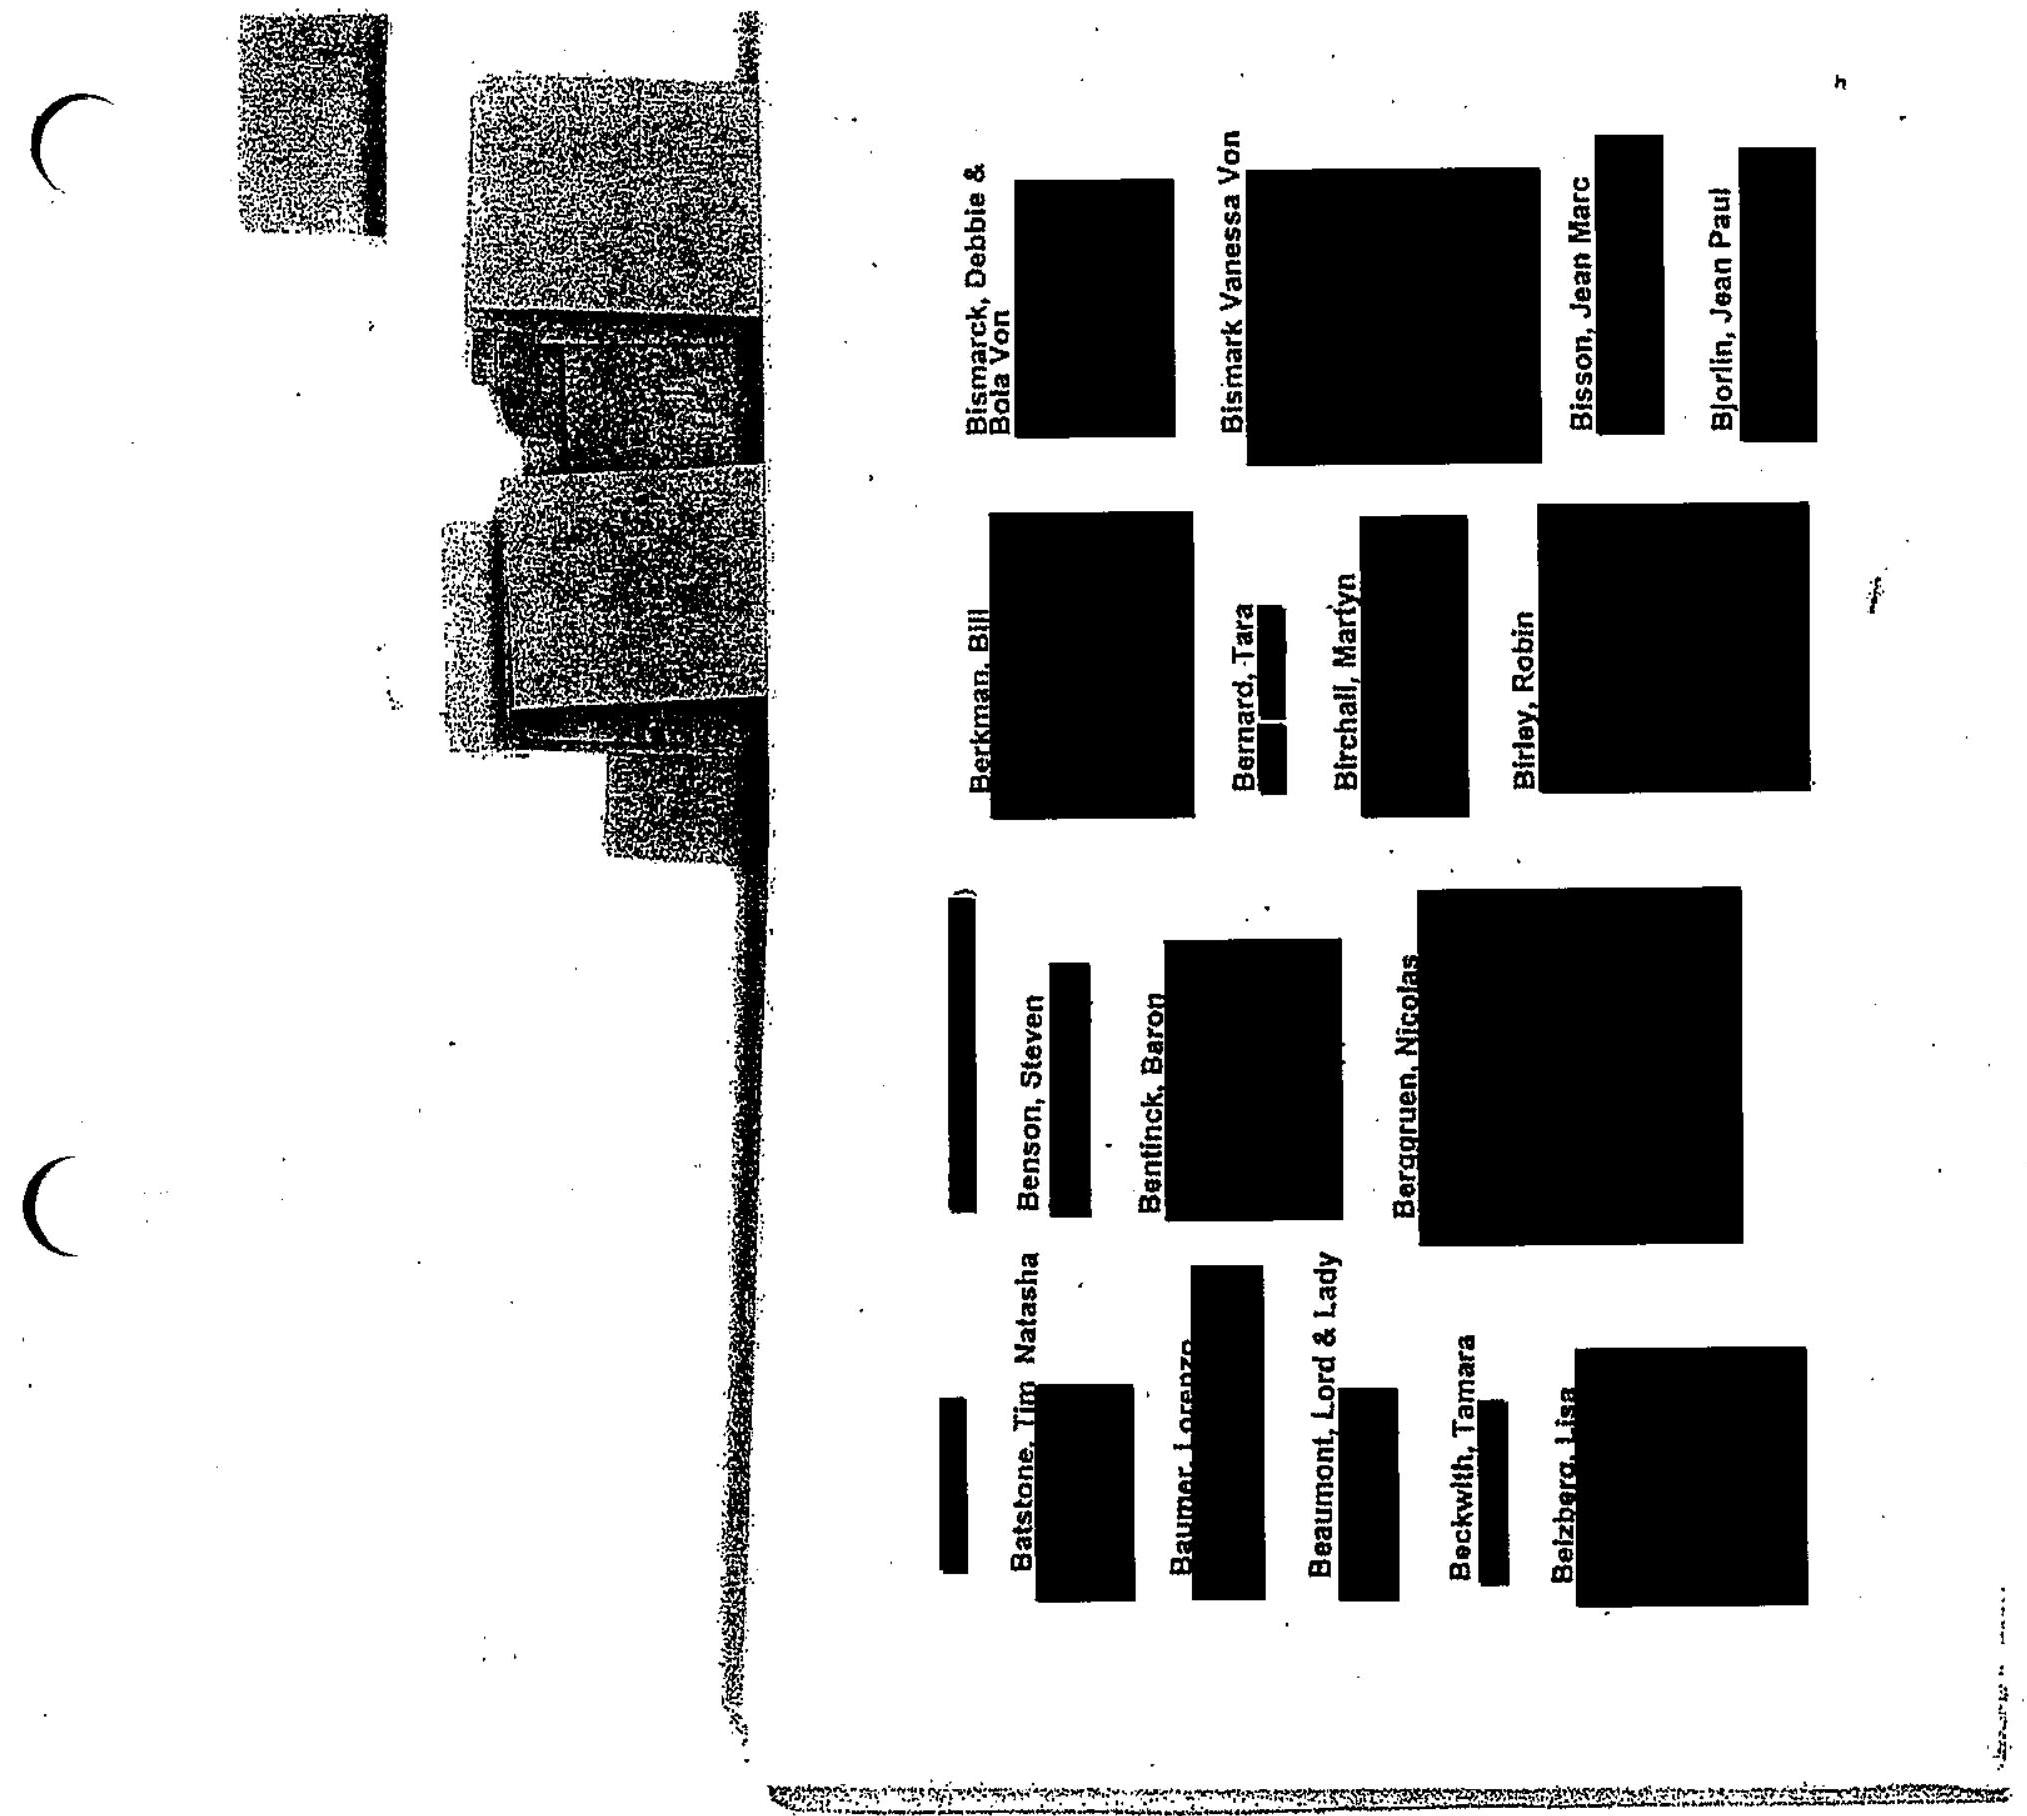 Batstone, Tim Natasha
Baumer, Lorenzo
Beaumont, Lord & Lady
Beckwith, Tamara
Belzberg, Lisa
)
Benson, Steven
Bentinck, Baron
Berggruen, Nicolas
Berkman, Bill
Bernard, Tara
Birchall, Martyn
Birley, Robin
Bismarck, Debbie &
Bola Von
Bismark Vanessa Von
Bisson, Jean Marc
Bjorlin, Jean Paul